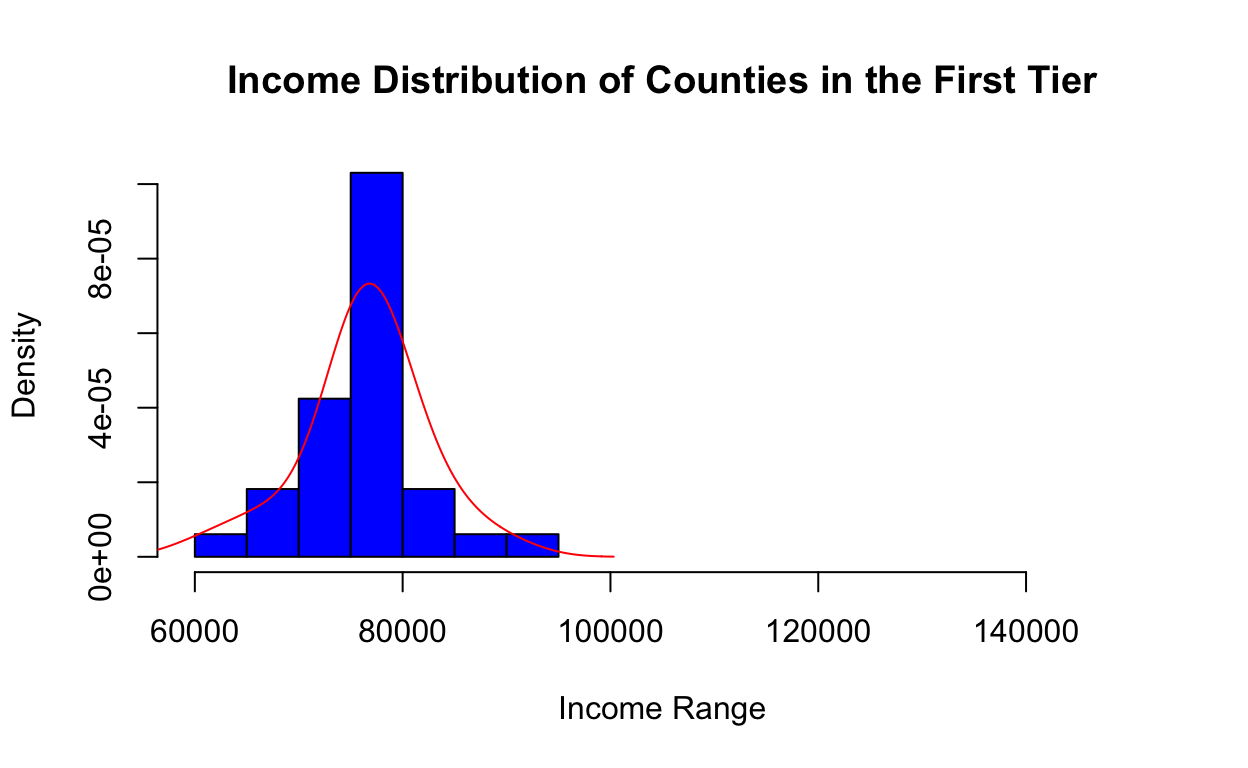 Income Distribution of Counties in the First Tier
Density
8e-05
4e-05
0e+00
60000 80000 100000 120000 140000
Income Range